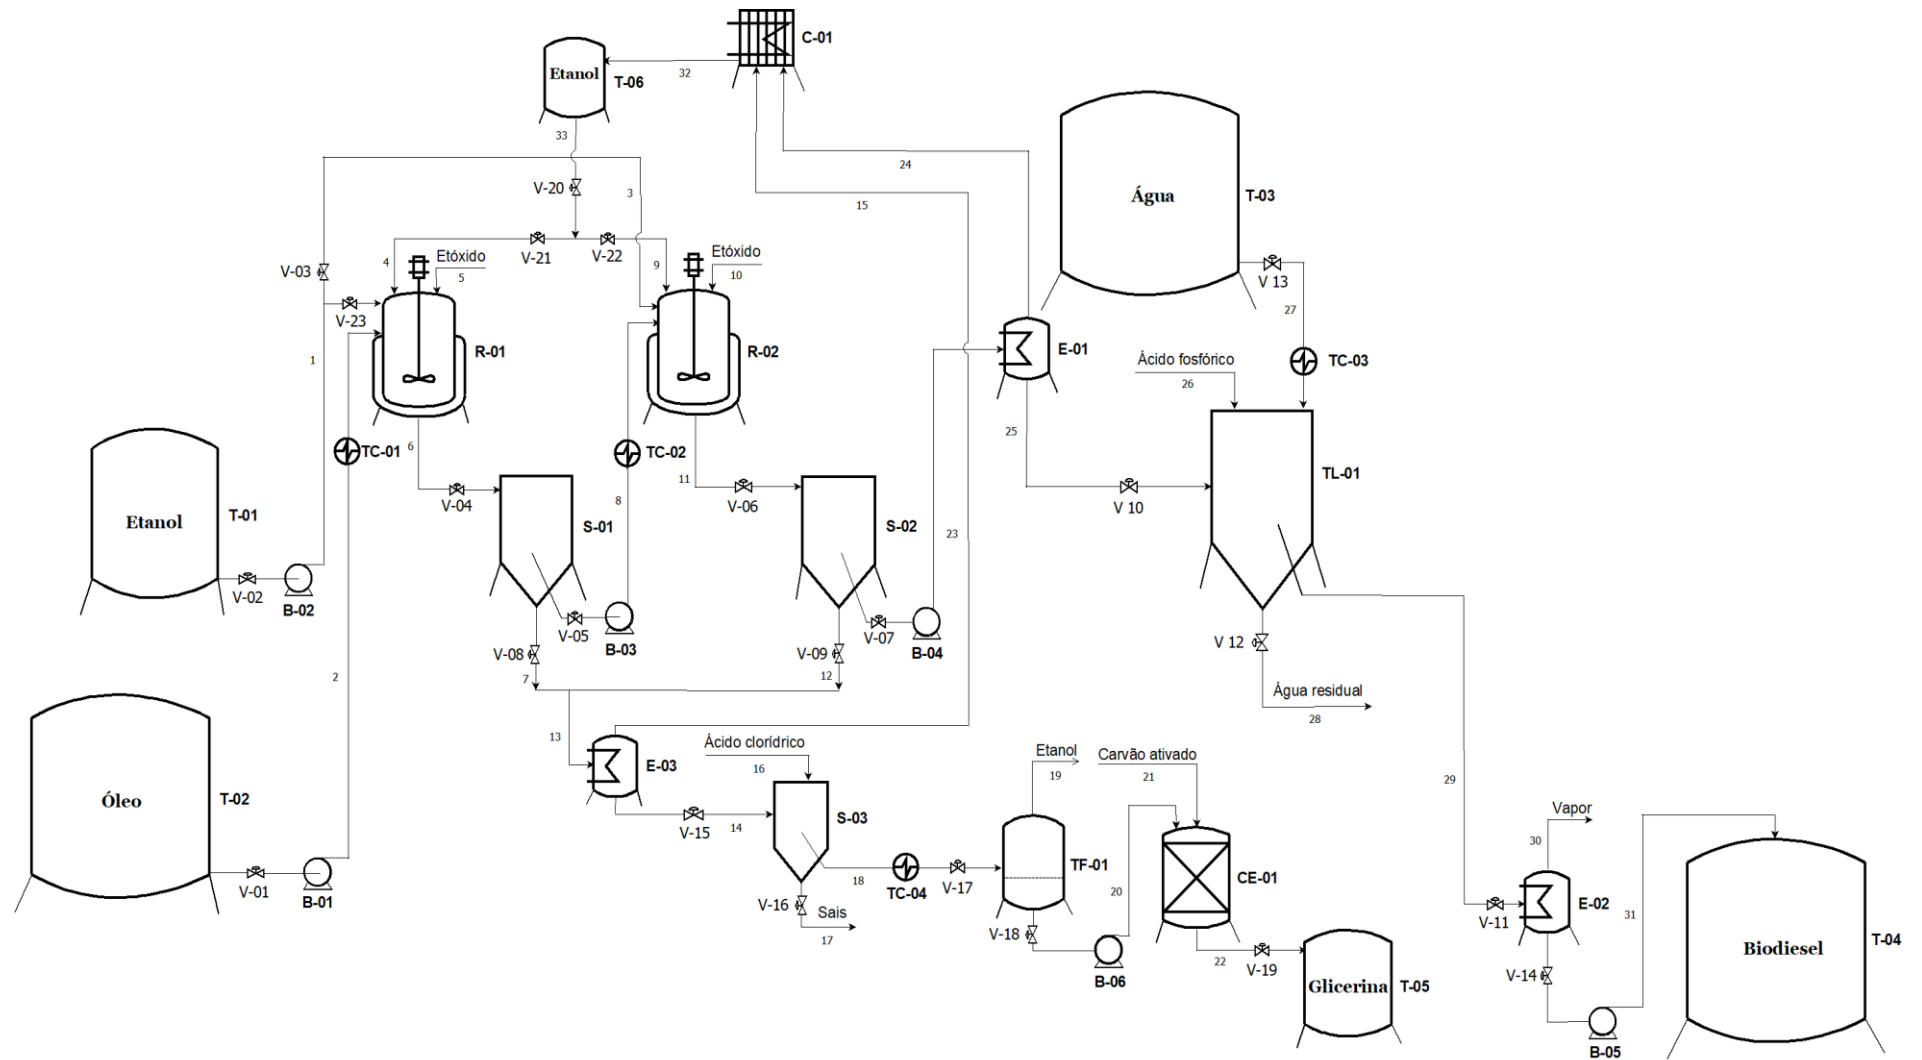 C-01
Etanol
T-06
32
33
24
V-20
3
15
Água
T-03
Etóxido
V-21
V-22
Etóxido
4
5
9
10
V-03
V 13
V-23
27
1
R-01
R-02
E-01
Ácido fosfórico
TC-03
26
25
6
TC-01
TC-02
11
TL-01
8
V-04
V-06
V 10
Etanol
T-01
S-01
S-02
23
V-02
B-02
V-05
B-03
V-07
B-04
V-08
V-09
V 12
2
7
12
Água residual
28
13
Ácido clorídrico
Etanol
Carvão ativado
16
19
21
E-03
29
Óleo
T-02
V-15
14
S-03
Vapor
30
TF-01
CE-01
18
TC-04
V-17
20
V-01
B-01
V-16
Sais
17
V-18
V-11
E-02
31
B-06
22
V-19
Biodiesel
T-04
V-14
Glicerina
T-05
B-05